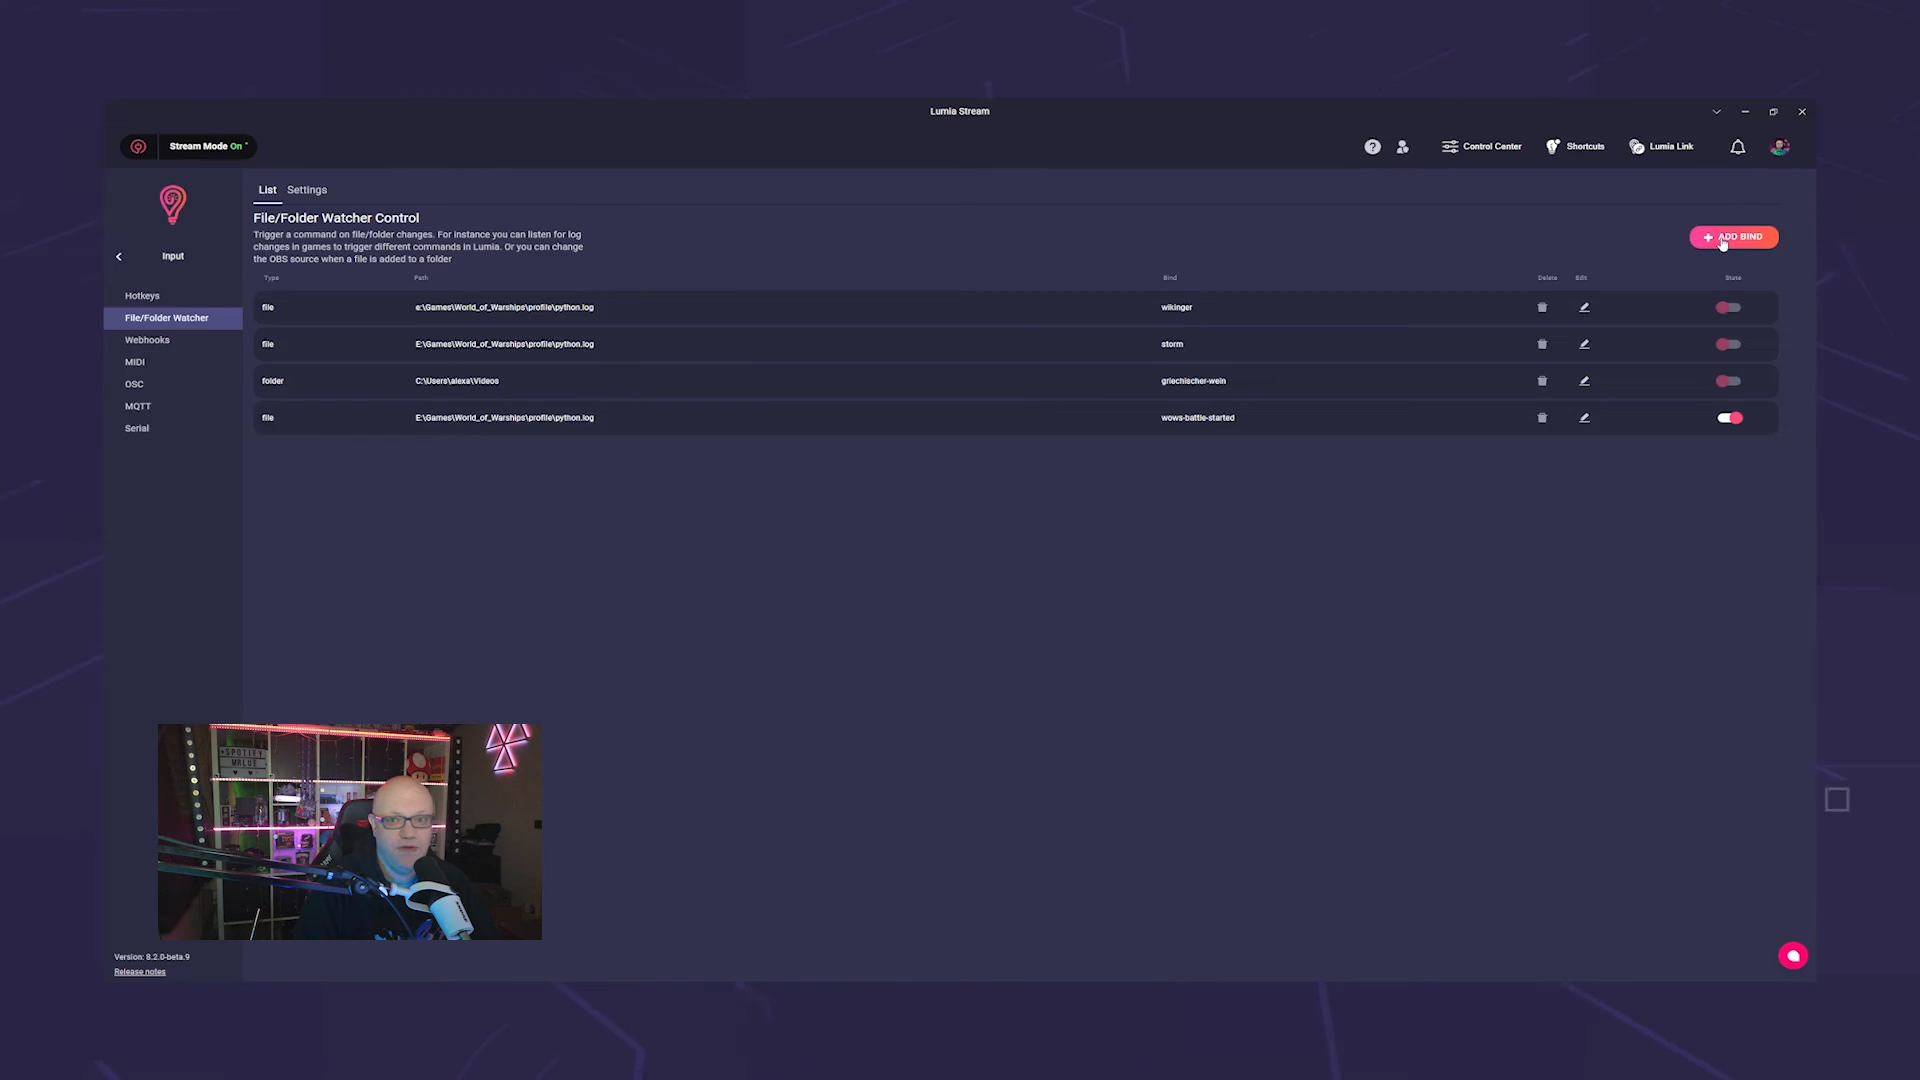 Lumia Stream
Stream Mode On
Control Center
Shortcuts
Lumia Link
Input
Hotkeys
File/Folder Watcher
Webhooks
MIDI
OSC
MQTT
Serial
List
Settings
File/Folder Watcher Control
Trigger a command on file/folder changes. For instance you can listen for log
changes in games to trigger different commands in Lumia. Or you can change
the OBS source when a file is added to a folder
+ ADD BIND
Type Path Bind Delete Edit State
file e:\Games\World_of_Warships\profile\python.log wikinger
file E:\Games\World_of_Warships\profile\python.log storm
folder C:\Users\alexa\Videos griechischer-wein
file E:\Games\World_of_Warships\profile\python.log wows-battle-started
Version: 8.2.0-beta.9
Release notes